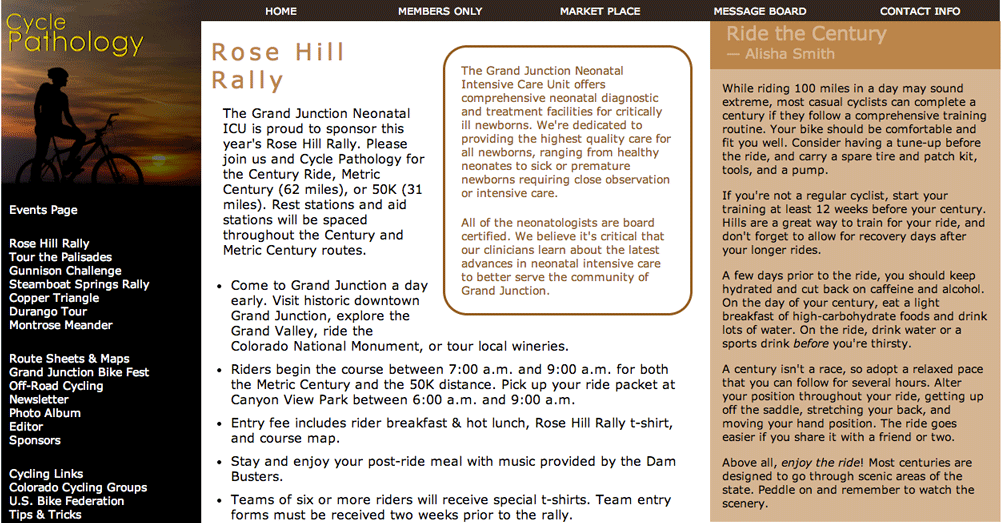 Cycle
Pathology
HOME
MEMBERS ONLY
MARKET PLACE
MESSAGE BOARD
CONTACT INFO
Events Page
Rose Hill Rally
Tour the Palisades
Gunnison Challenge
Steamboat Springs Rally
Copper Triangle
Durango Tour
Montrose Meander
Route Sheets & Maps
Grand Junction Bike Fest
Off-Road Cycling
Newsletter
Photo Album
Editor
Sponsors
Cycling Links
Colorado Cycling Groups
U.S. Bike Federation
Tips & Tricks
Rose Hill
Rally
The Grand Junction Neonatal
ICU is proud to sponsor this
year's Rose Hill Rally. Please
join us and Cycle Pathology for
the Century Ride, Metric
Century (62 miles), or 50K (31
miles). Rest stations and aid
stations will be spaced
throughout the Century and
Metric Century routes.
The Grand Junction Neonatal
Intensive Care Unit offers
comprehensive neonatal diagnostic
and treatment facilities for critically
ill newborns. We're dedicated to
providing the highest quality care for
all newborns, ranging from healthy
neonates to sick or premature
newborns requiring close observation
or intensive care.
All of the neonatologists are board
certified. We believe it's critical that
our clinicians learn about the latest
advances in neonatal intensive care
to better serve the community of
Grand Junction.
• Come to Grand Junction a day
early. Visit historic downtown
Grand Junction, explore the
Grand Valley, ride the
Colorado National Monument, or tour local wineries.
• Riders begin the course between 7:00 a.m. and 9:00 a.m. for both
the Metric Century and the 50K distance. Pick up your ride packet at
Canyon View Park between 6:00 a.m. and 9:00 a.m.
• Entry fee includes rider breakfast & hot lunch, Rose Hill Rally t-shirt,
and course map.
• Stay and enjoy your post-ride meal with music provided by the Dam
Busters.
• Teams of six or more riders will receive special t-shirts. Team entry
forms must be received two weeks prior to the rally.
Ride the Century
— Alisha Smith
While riding 100 miles in a day may sound
extreme, most casual cyclists can complete a
century if they follow a comprehensive training
routine. Your bike should be comfortable and
fit you well. Consider having a tune-up before
the ride, and carry a spare tire and patch kit,
tools, and a pump.
If you're not a regular cyclist, start your
training at least 12 weeks before your century.
Hills are a great way to train for your ride, and
don't forget to allow for recovery days after
your longer rides.
A few days prior to the ride, you should keep
hydrated and cut back on caffeine and alcohol.
On the day of your century, eat a light
breakfast of high-carbohydrate foods and drink
lots of water. On the ride, drink water or a
sports drink before you're thirsty.
A century isn't a race, so adopt a relaxed pace
that you can follow for several hours. Alter
your position throughout your ride, getting up
off the saddle, stretching your back, and
moving your hand position. The ride goes
easier if you share it with a friend or two.
Above all, enjoy the ride! Most centuries are
designed to go through scenic areas of the
state. Peddle on and remember to watch the
scenery.